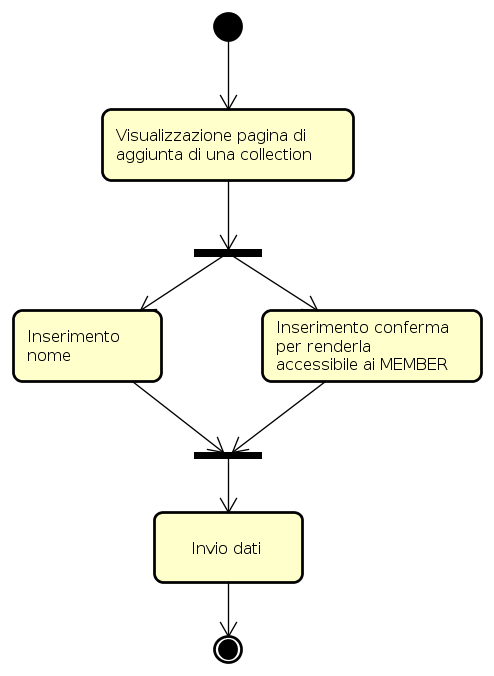 Visualizzazione pagina di
aggiunta di una collection
Inserimento
nome
Inserimento conferma
per renderla
accessibile ai MEMBER
Invio dati